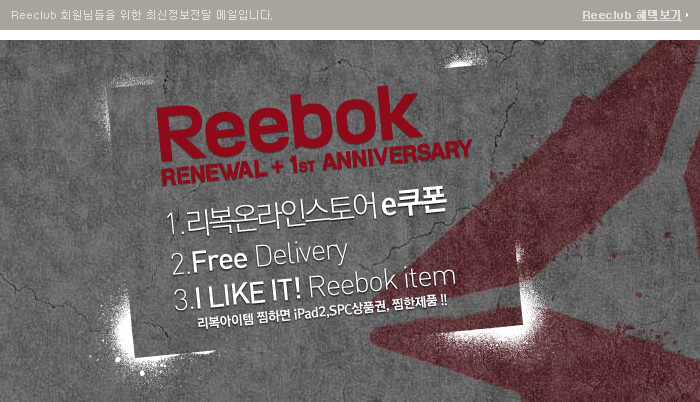 Reeclub 회원님들을 위한 최신정보전달 메일입니다.
Reeclub 혜택보기
Reebok
RENEWAL + 1ST ANNIVERSARY
1.리복온라인스토어 e쿠폰
2.Free Delivery
3.I LIKE IT! Reebok item
리복아이템 찜하면 iPad2,SPC상품권, 찜한제품 !!